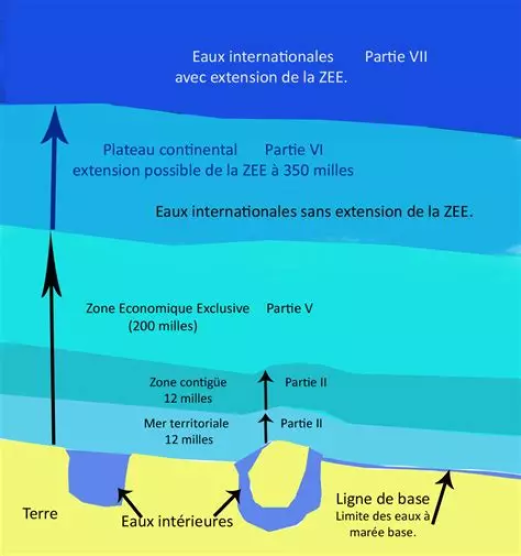 Eaux internationales Partie VII
avec extension de la ZEE.
Plateau continental Partie VI
extension possible de la ZEE à 350 milles
Eaux internationales sans extension de la ZEE.
Zone Economique Exclusive Partie V
(200 milles)
Zone contigüe Partie II
12 milles
Mer territoriale Partie II
12 milles
Terre
Eaux intérieures
Ligne de base
Limite des eaux à
marée base.